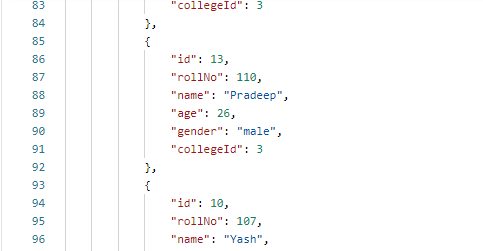 83 "collegeId": 3
84 },
85 {
86 "id": 13,
87 "rollNo": 110,
88 "name": "Pradeep",
89 "age": 26,
90 "gender": "male",
91 "collegeId": 3
92 },
93 {
94 "id": 10,
95 "rollNo": 107,
96 "name": "Yash",